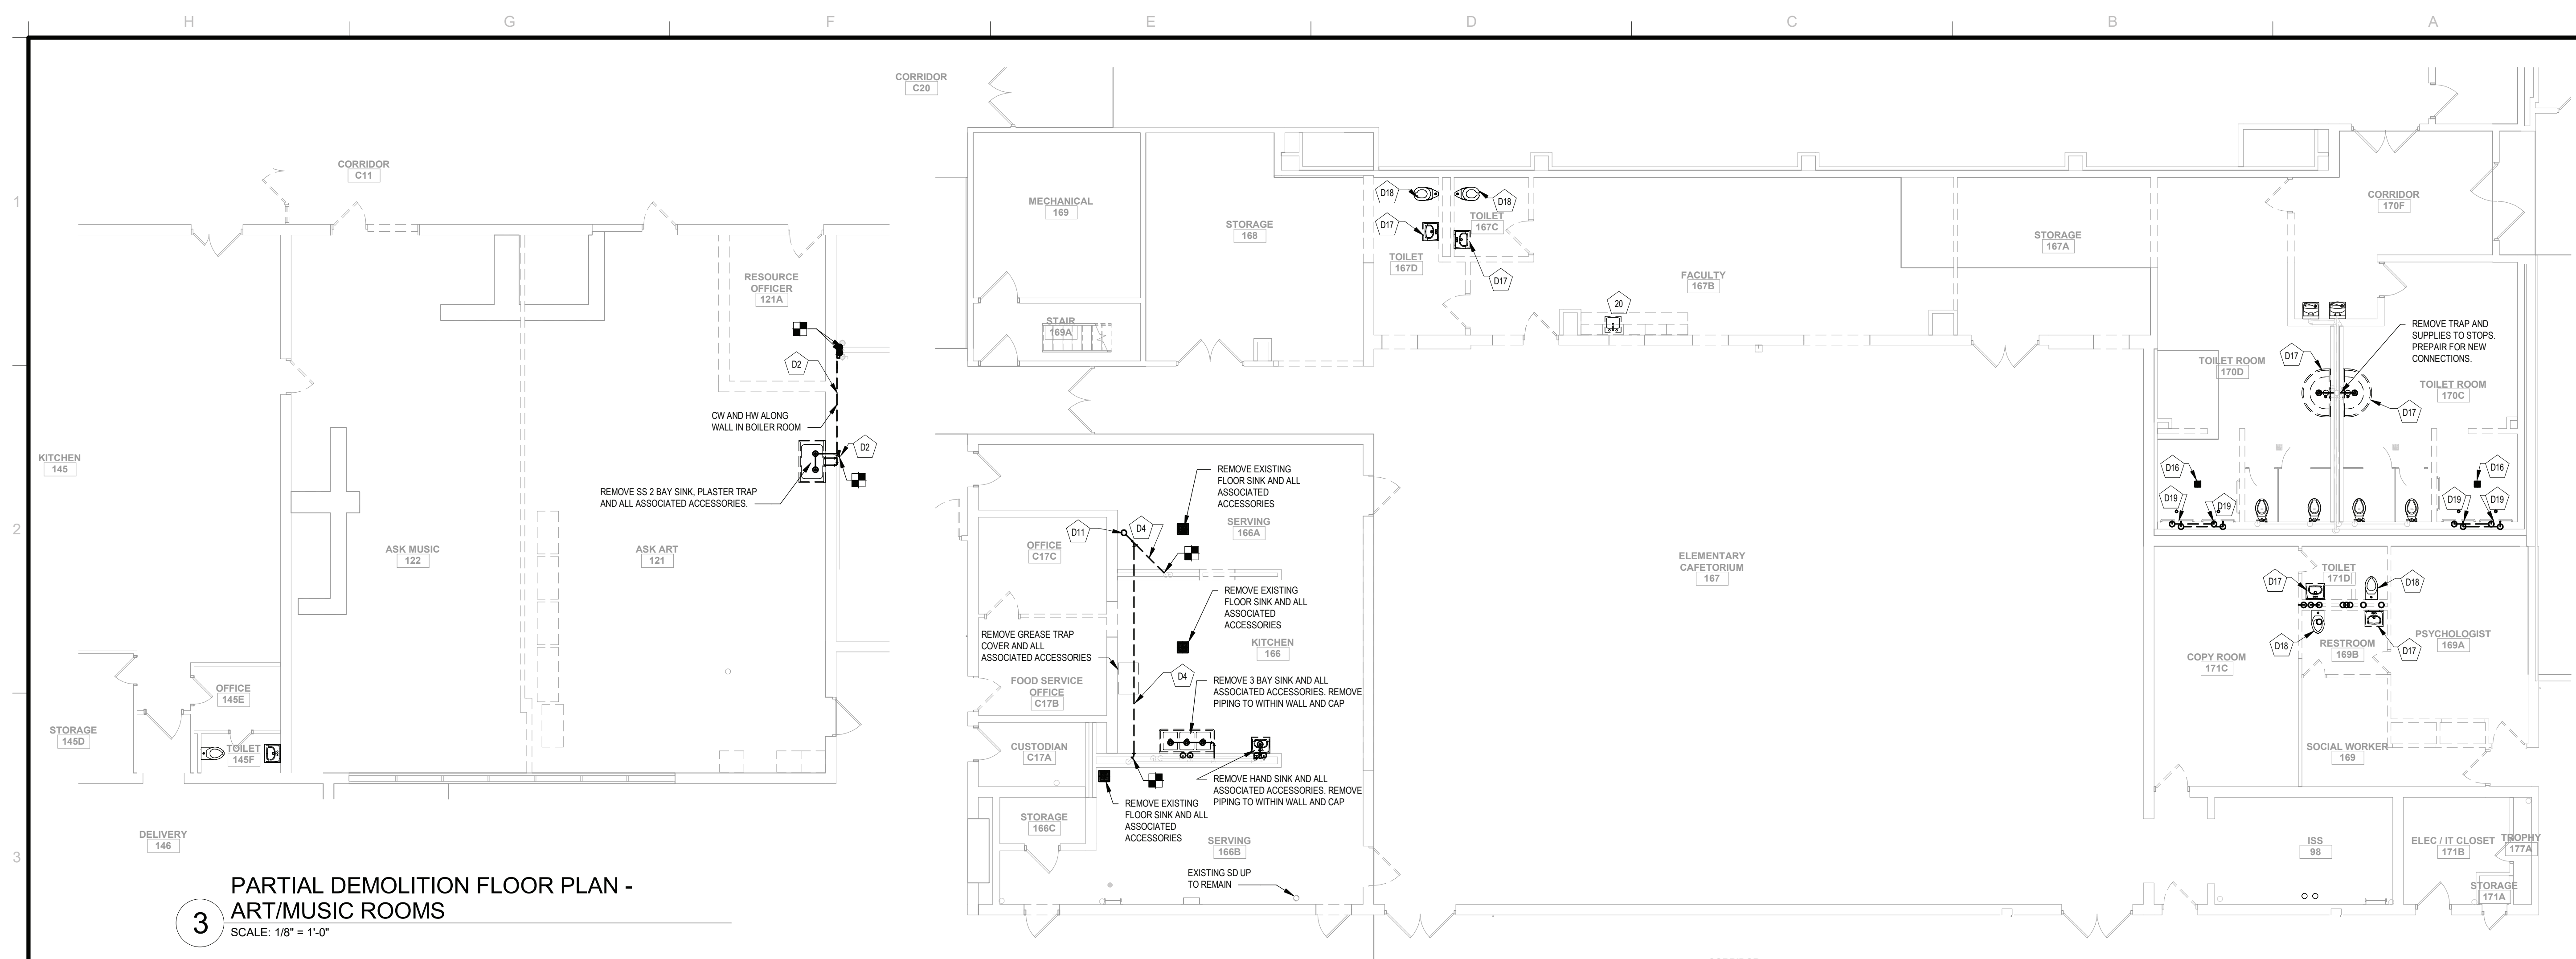 H
G
F
E
D
C
B
A
1
2
3
CORRIDOR
C11
CORRIDOR
C20
RESOURCE
OFFICER
121A
D2
CW AND HW ALONG
WALL IN BOILER ROOM
D2
REMOVE SS 2 BAY SINK, PLASTER TRAP
AND ALL ASSOCIATED ACCESSORIES.
KITCHEN
145
ASK MUSIC
122
ASK ART
121
OFFICE
145E
STORAGE
145D
TOILET
145F
DELIVERY
146
3
PARTIAL DEMOLITION FLOOR PLAN -
ART/MUSIC ROOMS
SCALE: 1/8" = 1'-0"
MECHANICAL
169
STORAGE
168
STAIR
169A
D18
D18
D17
D17
TOILET
167C
TOILET
167D
FACULTY
167B
20
STORAGE
167A
CORRIDOR
170F
REMOVE TRAP AND
SUPPLIES TO STOPS.
PREPAIR FOR NEW
CONNECTIONS.
D17
D17
TOILET ROOM
170D
TOILET ROOM
170C
D16
D16
D19
D19
D19
D19
REMOVE EXISTING
FLOOR SINK AND ALL
ASSOCIATED
ACCESSORIES
SERVING
166A
D11
D4
OFFICE
C17C
REMOVE EXISTING
FLOOR SINK AND ALL
ASSOCIATED
ACCESSORIES
REMOVE GREASE TRAP
COVER AND ALL
ASSOCIATED ACCESSORIES
KITCHEN
166
D4
FOOD SERVICE
OFFICE
C17B
REMOVE 3 BAY SINK AND ALL
ASSOCIATED ACCESSORIES. REMOVE
PIPING TO WITHIN WALL AND CAP
CUSTODIAN
C17A
REMOVE HAND SINK AND ALL
ASSOCIATED ACCESSORIES. REMOVE
PIPING TO WITHIN WALL AND CAP
REMOVE EXISTING
FLOOR SINK AND ALL
ASSOCIATED
ACCESSORIES
STORAGE
166C
SERVING
166B
EXISTING SD UP
TO REMAIN
ELEMENTARY
CAFETORIUM
167
TOILET
171D
D17
D18
D18
D17
RESTROOM
169B
PSYCHOLOGIST
169A
COPY ROOM
171C
SOCIAL WORKER
169
ISS
98
ELEC / IT CLOSET
171B
TROPHY
177A
STORAGE
171A